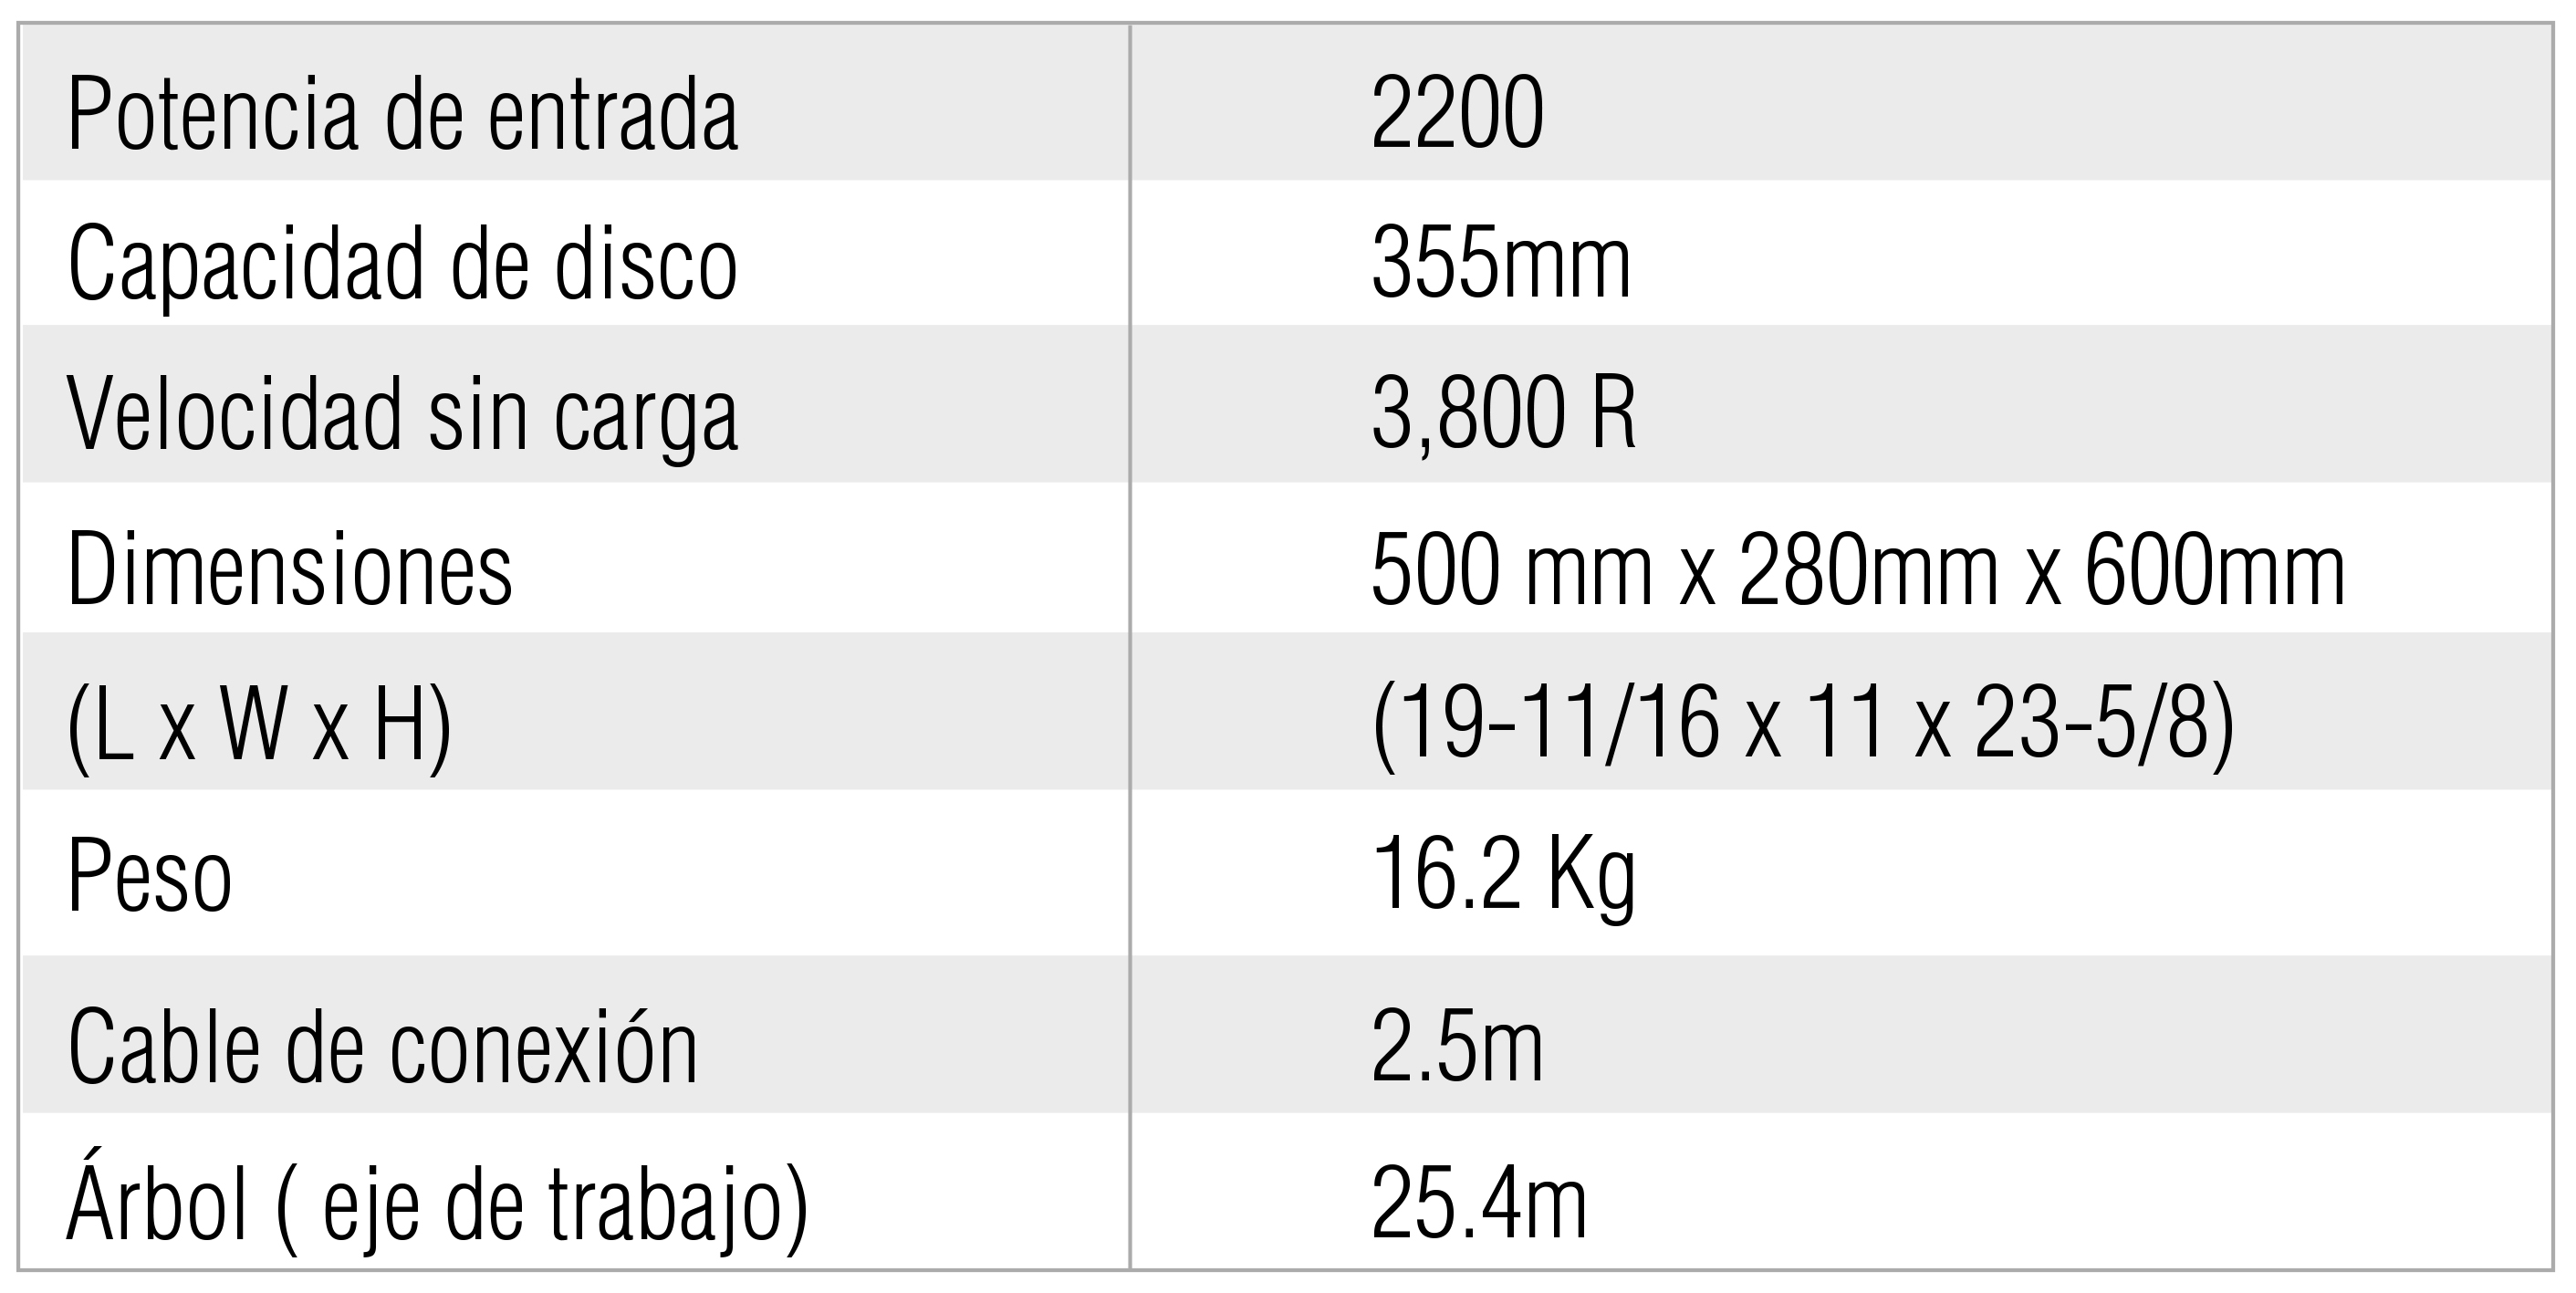 Potencia de entrada 2200
Capacidad de disco 355mm
Velocidad sin carga 3,800 R
Dimensiones 500 mm x 280mm x 600mm
(L x W x H) (19-11/16 x 11 x 23-5/8)
Peso 16.2 Kg
Cable de conexión 2.5m
Árbol ( eje de trabajo) 25.4m